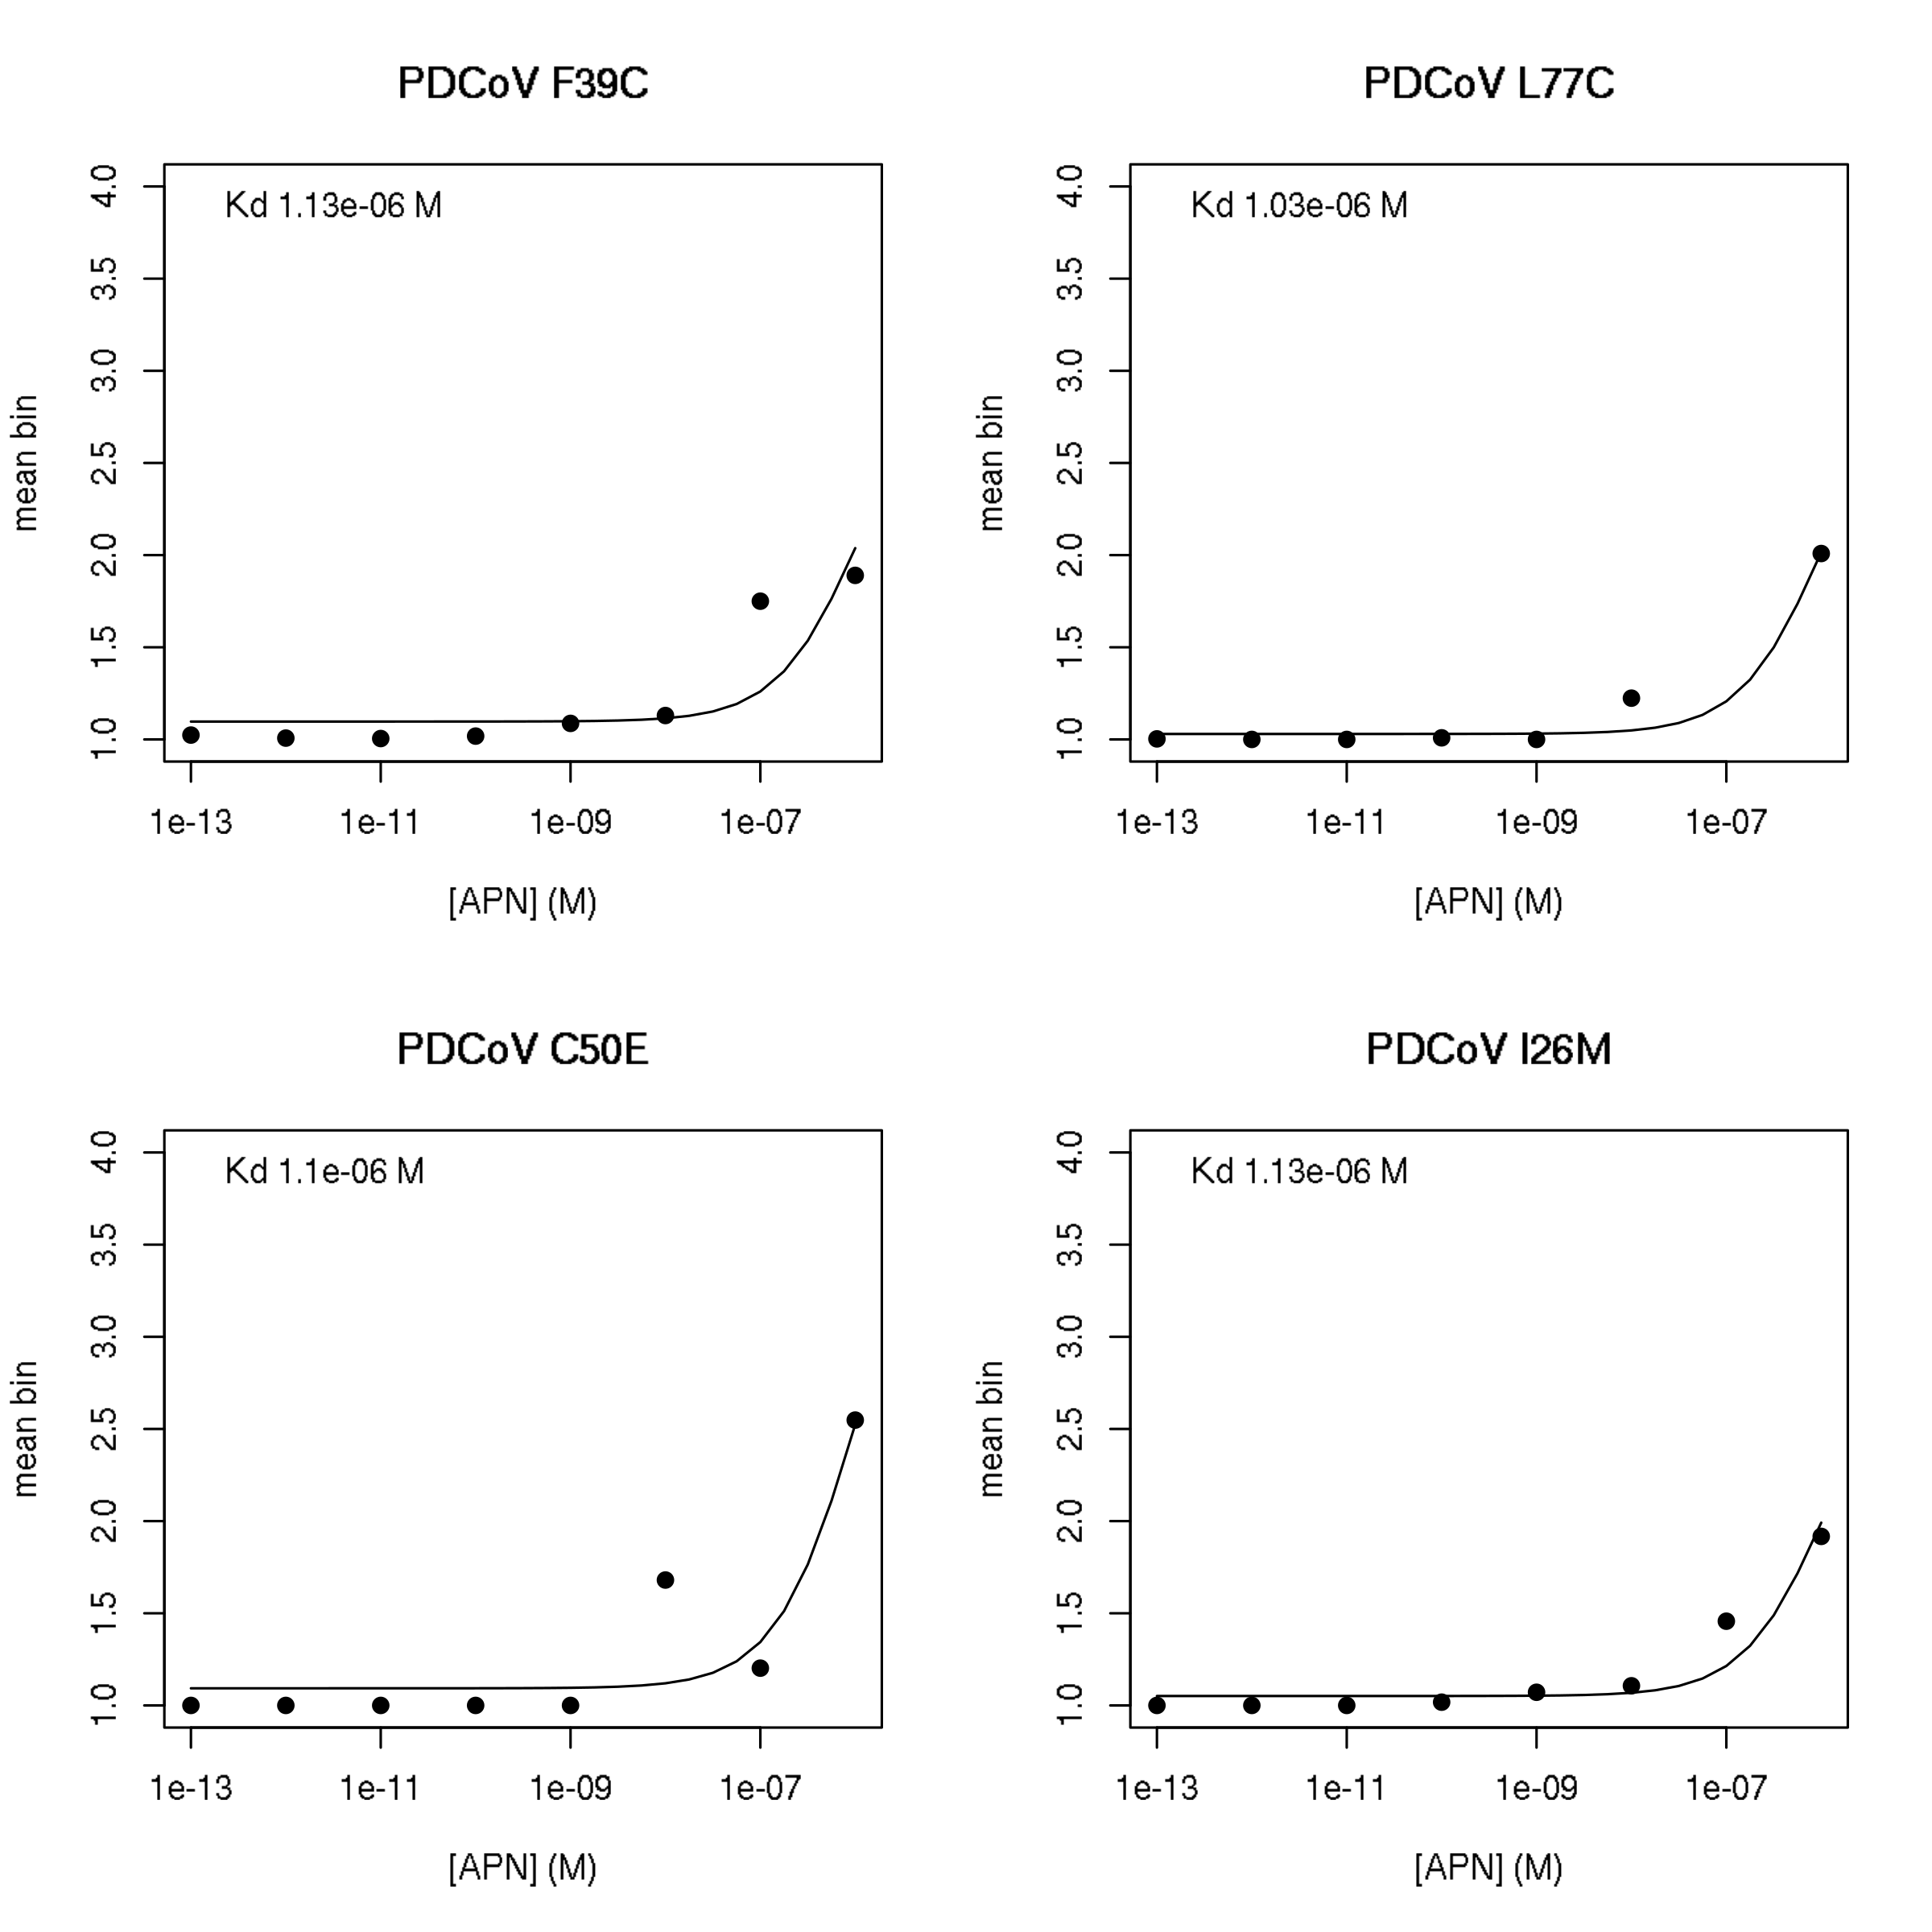 PDCoV F39C
Kd 1.13e-06 M
4.0
3.5
3.0
2.5
2.0
1.5
1.0
mean bin
1e-13 1e-11 1e-09 1e-07
[APN] (M)
PDCoV L77C
Kd 1.03e-06 M
4.0
3.5
3.0
2.5
2.0
1.5
1.0
mean bin
1e-13 1e-11 1e-09 1e-07
[APN] (M)
PDCoV C50E
Kd 1.1e-06 M
4.0
3.5
3.0
2.5
2.0
1.5
1.0
mean bin
1e-13 1e-11 1e-09 1e-07
[APN] (M)
PDCoV I26M
Kd 1.13e-06 M
4.0
3.5
3.0
2.5
2.0
1.5
1.0
mean bin
1e-13 1e-11 1e-09 1e-07
[APN] (M)